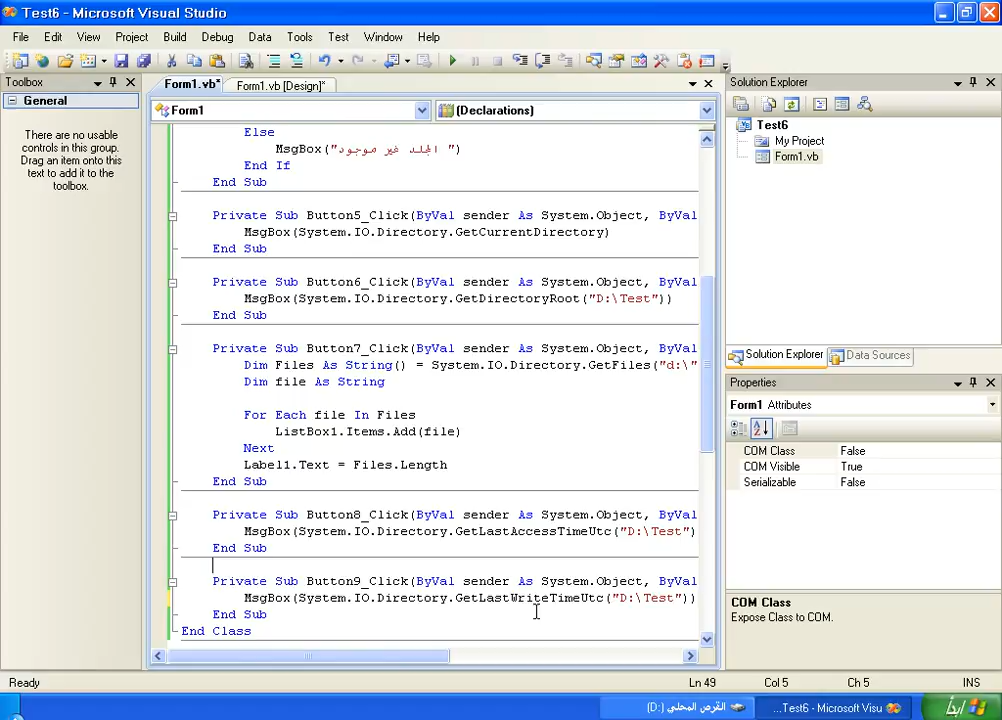 Test6 - Microsoft Visual Studio
File Edit View Project Build Debug Data Tools Test Window Help
Toolbox
General
There are no usable
controls in this group.
Drag an item onto this
text to add it to the
toolbox.
Form1.vb* Form1.vb [Design]*
Form1 (Declarations)
Else
MsgBox("المجلد غير موجود ")
End If
End Sub
Private Sub Button5_Click(ByVal sender As System.Object, ByVal
MsgBox(System.IO.Directory.GetCurrentDirectory)
End Sub
Private Sub Button6_Click(ByVal sender As System.Object, ByVal
MsgBox(System.IO.Directory.GetDirectoryRoot("D:\Test"))
End Sub
Private Sub Button7_Click(ByVal sender As System.Object, ByVal
Dim Files As String() = System.IO.Directory.GetFiles("d:\"
Dim file As String
For Each file In Files
ListBox1.Items.Add(file)
Next
Label1.Text = Files.Length
End Sub
Private Sub Button8_Click(ByVal sender As System.Object, ByVal
MsgBox(System.IO.Directory.GetLastAccessTimeUtc("D:\Test")
End Sub
Private Sub Button9_Click(ByVal sender As System.Object, ByVal
MsgBox(System.IO.Directory.GetLastWriteTimeUtc("D:\Test"))
End Sub
End Class
Solution Explorer
Test6
My Project
Form1.vb
Solution Explorer Data Sources
Properties
Form1 Attributes
COM Class False
COM Visible True
Serializable False
COM Class
Expose Class to COM.
Ready Ln 49 Col 5 Ch 5 INS
القرص المحلي (D:)
...Test6 - Microsoft Visu
ابدأ